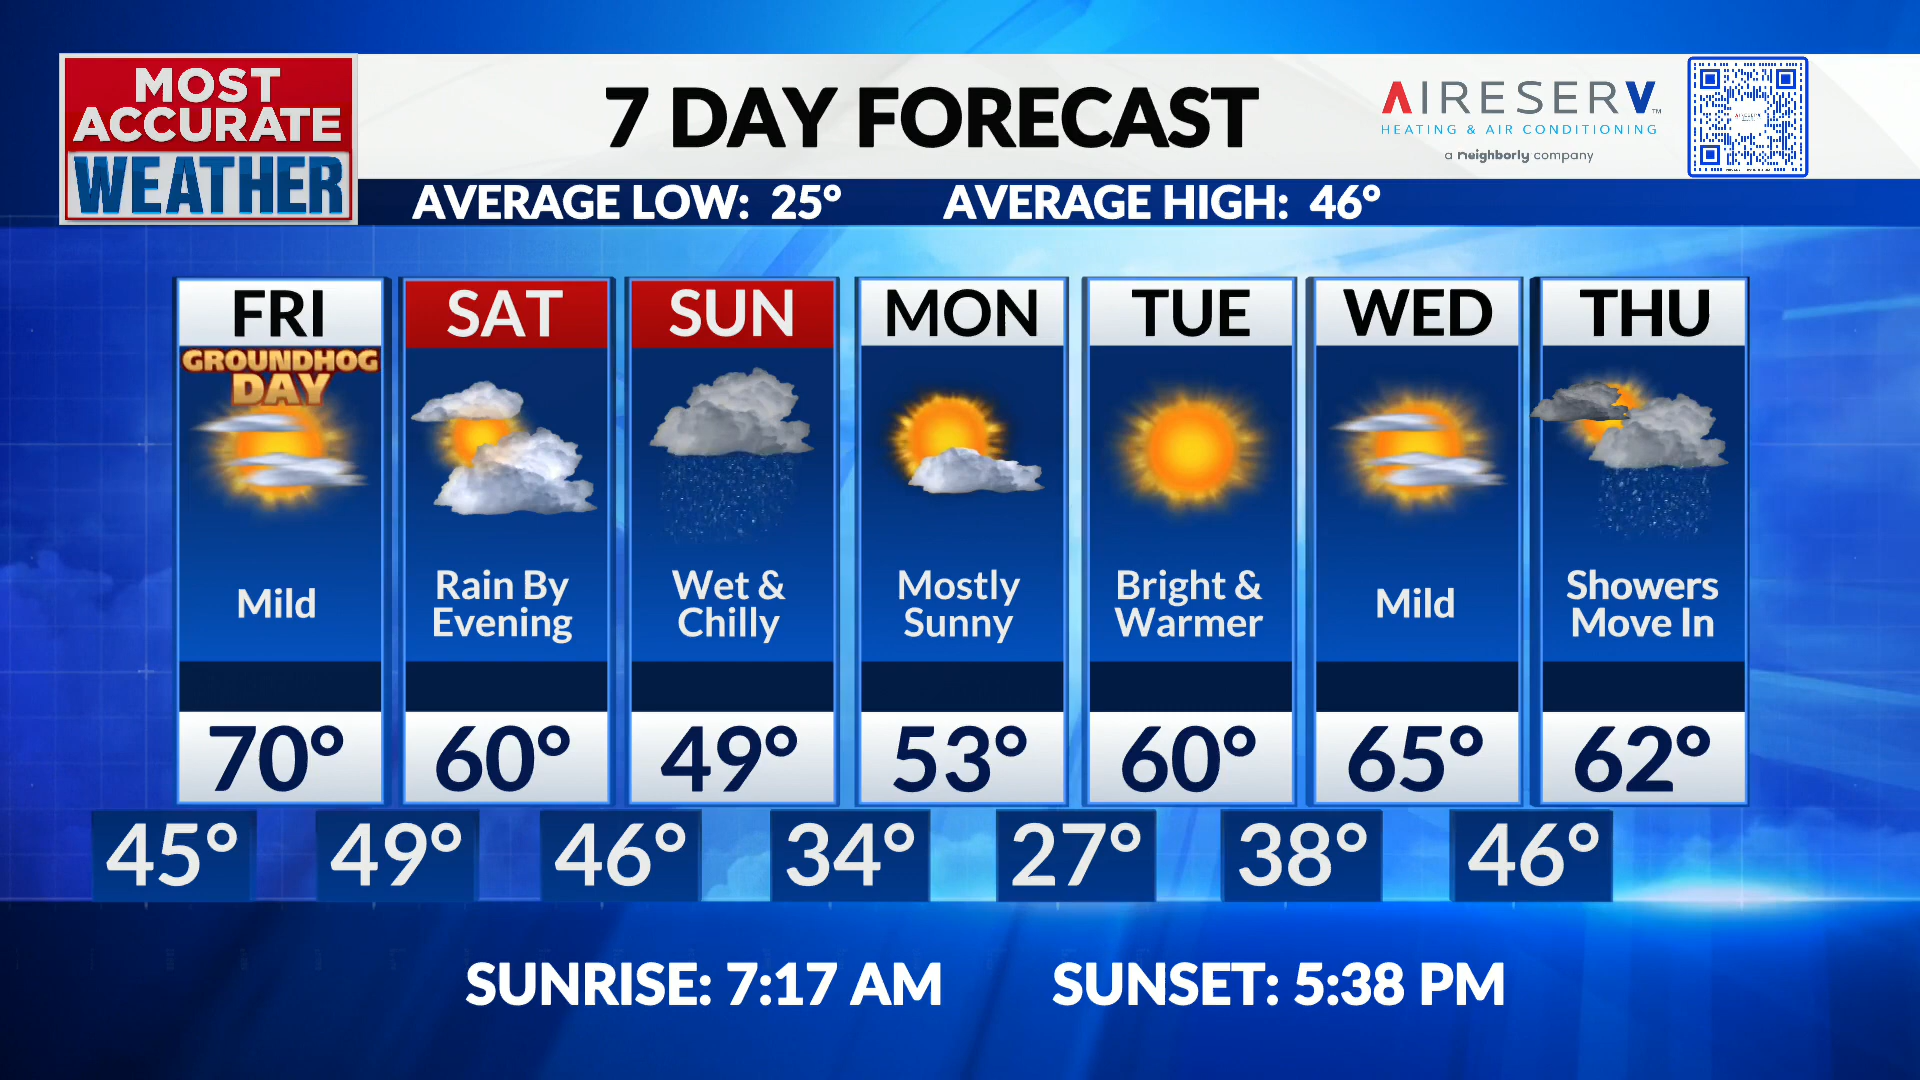 MOST
ACCURATE
WEATHER
7 DAY FORECAST
AIRESERV™
HEATING & AIR CONDITIONING
a neighborly company
AVERAGE LOW: 25° AVERAGE HIGH: 46°
FRI SAT SUN MON TUE WED THU
GROUNDHOG
DAY
Mild
Rain By
Evening
Wet &
Chilly
Mostly
Sunny
Bright &
Warmer
Mild
Showers
Move In
70° 60° 49° 53° 60° 65° 62°
45° 49° 46° 34° 27° 38° 46°
SUNRISE: 7:17 AM SUNSET: 5:38 PM